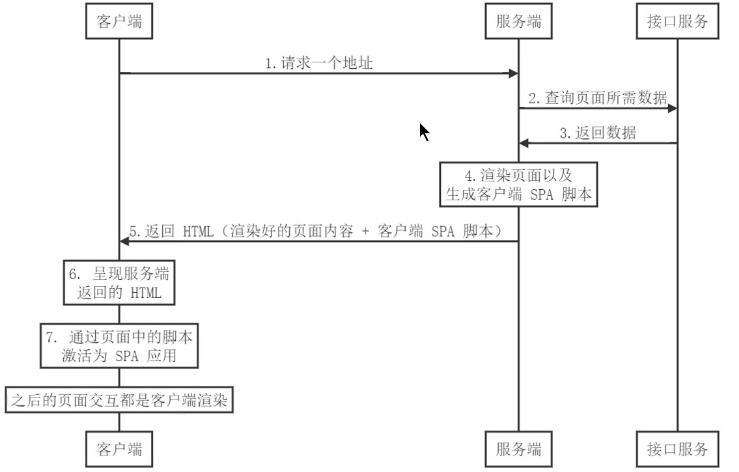 客户端
服务端
接口服务
1.请求一个地址
2.查询页面所需数据
3.返回数据
4.渲染页面以及
生成客户端 SPA 脚本
5.返回 HTML（渲染好的页面内容 + 客户端 SPA 脚本）
6. 呈现服务端
返回的 HTML
7. 通过页面中的脚本
激活为 SPA 应用
之后的页面交互都是客户端渲染
客户端
服务端
接口服务